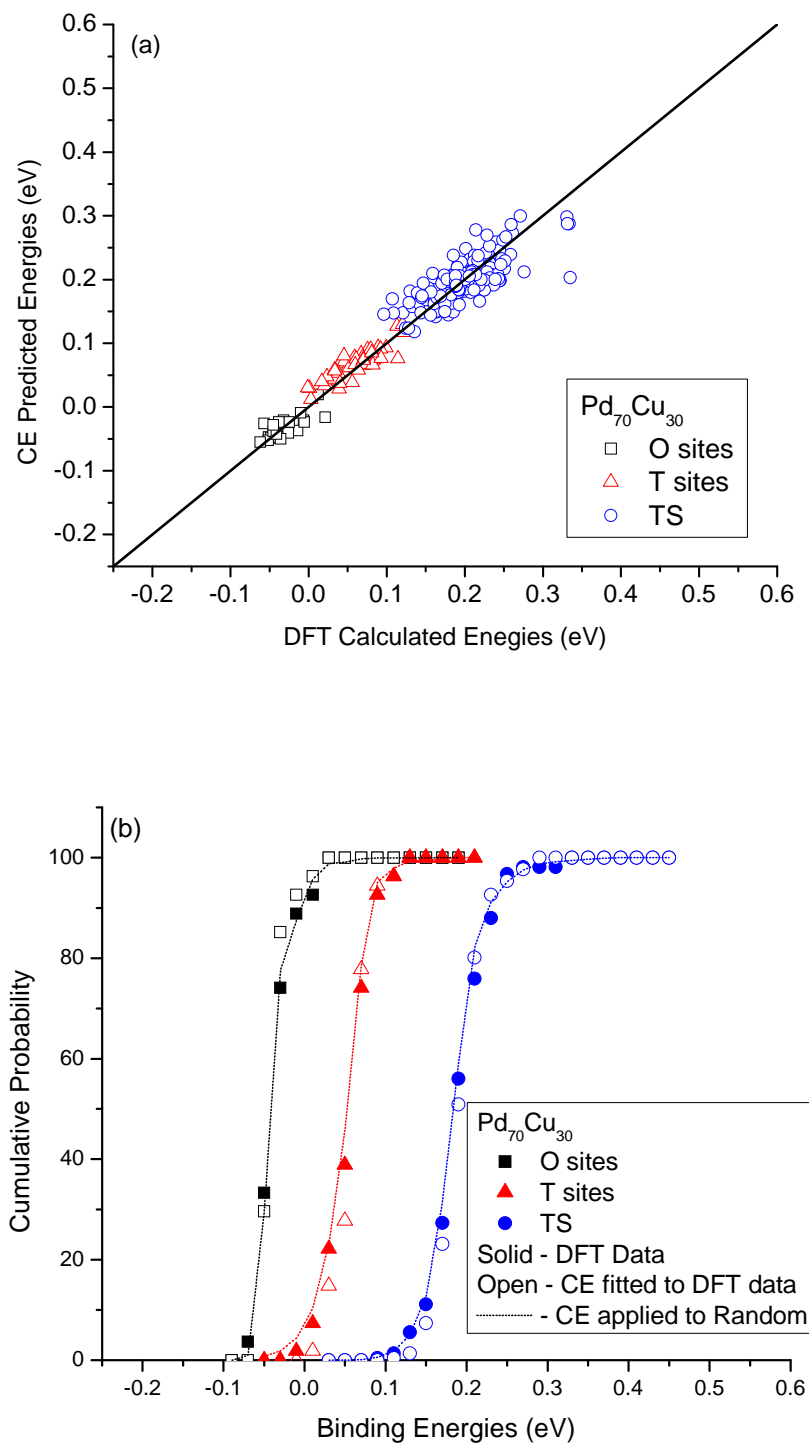 (a)
0.6
0.5
0.4
0.3
0.2
0.1
0.0
-0.1
-0.2
CE Predicted Energies (eV)
Pd70Cu30
O sites
T sites
TS
-0.2 -0.1 0.0 0.1 0.2 0.3 0.4 0.5 0.6
DFT Calculated Enegies (eV)
(b)
100
80
60
40
20
0
Cumulative Probability
Pd70Cu30
O sites
T sites
TS
Solid - DFT Data
Open - CE fitted to DFT data
- CE applied to Random
-0.1 0.0 0.1 0.2 0.3 0.4 0.5 0.6
Binding Energies (eV)